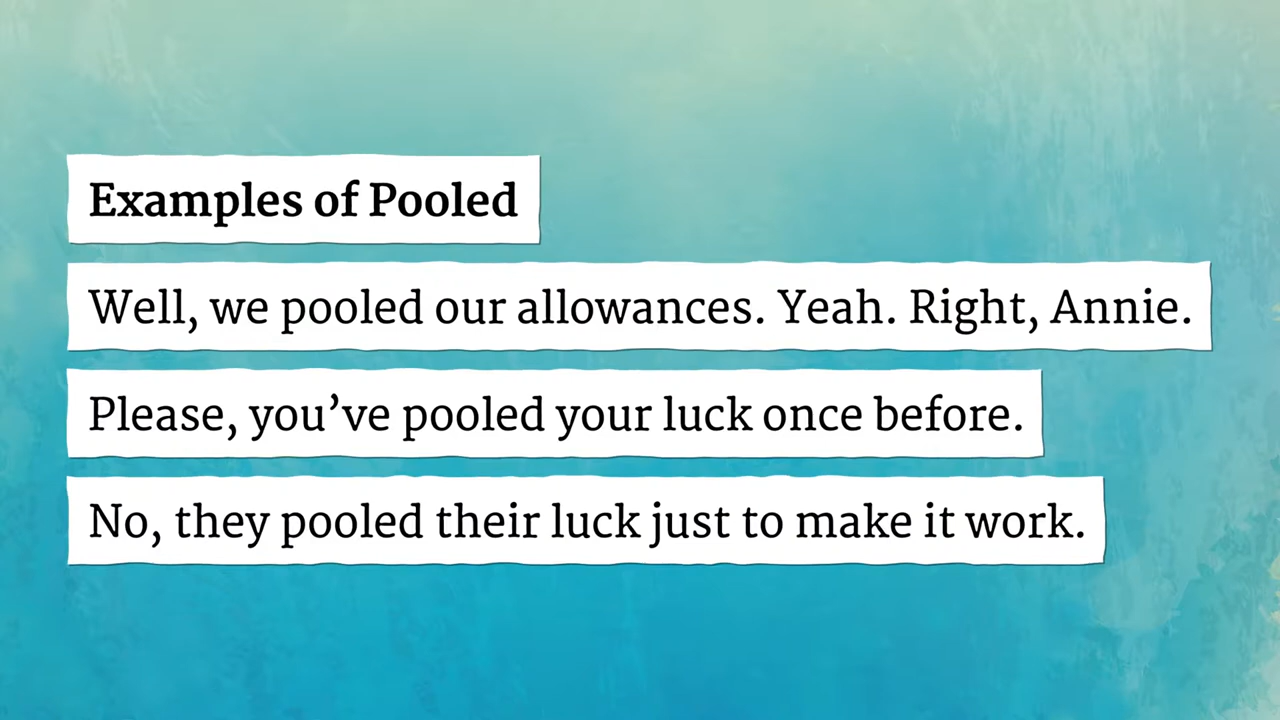 Examples of Pooled
Well, we pooled our allowances. Yeah. Right, Annie.
Please, you’ve pooled your luck once before.
No, they pooled their luck just to make it work.